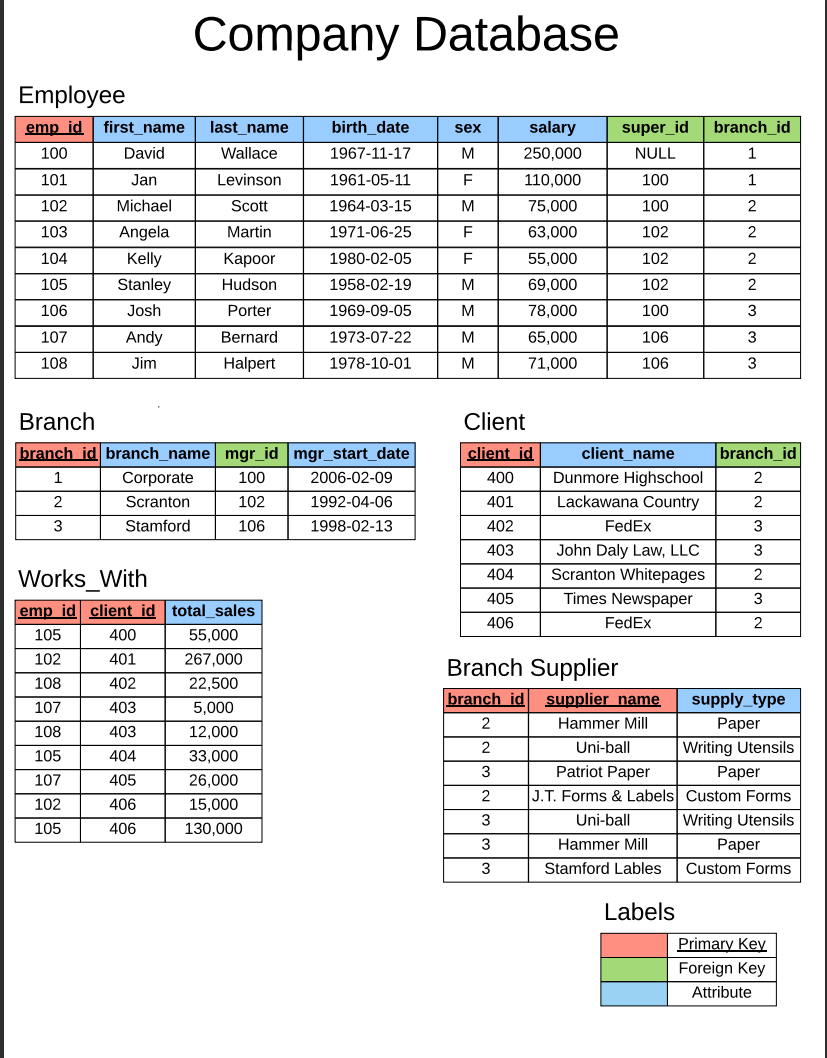 Company Database
Employee
emp_id first_name last_name birth_date sex salary super_id branch_id
100 David Wallace 1967-11-17 M 250,000 NULL 1
101 Jan Levinson 1961-05-11 F 110,000 100 1
102 Michael Scott 1964-03-15 M 75,000 100 2
103 Angela Martin 1971-06-25 F 63,000 102 2
104 Kelly Kapoor 1980-02-05 F 55,000 102 2
105 Stanley Hudson 1958-02-19 M 69,000 102 2
106 Josh Porter 1969-09-05 M 78,000 100 3
107 Andy Bernard 1973-07-22 M 65,000 106 3
108 Jim Halpert 1978-10-01 M 71,000 106 3
Branch
branch_id branch_name mgr_id mgr_start_date
1 Corporate 100 2006-02-09
2 Scranton 102 1992-04-06
3 Stamford 106 1998-02-13
Client
client_id client_name branch_id
400 Dunmore Highschool 2
401 Lackawana Country 2
402 FedEx 3
403 John Daly Law, LLC 3
404 Scranton Whitepages 2
405 Times Newspaper 3
406 FedEx 2
Works_With
emp_id client_id total_sales
105 400 55,000
102 401 267,000
108 402 22,500
107 403 5,000
108 403 12,000
105 404 33,000
107 405 26,000
102 406 15,000
105 406 130,000
Branch Supplier
branch_id supplier_name supply_type
2 Hammer Mill Paper
2 Uni-ball Writing Utensils
3 Patriot Paper Paper
2 J.T. Forms & Labels Custom Forms
3 Uni-ball Writing Utensils
3 Hammer Mill Paper
3 Stamford Lables Custom Forms
Labels
Primary Key
Foreign Key
Attribute